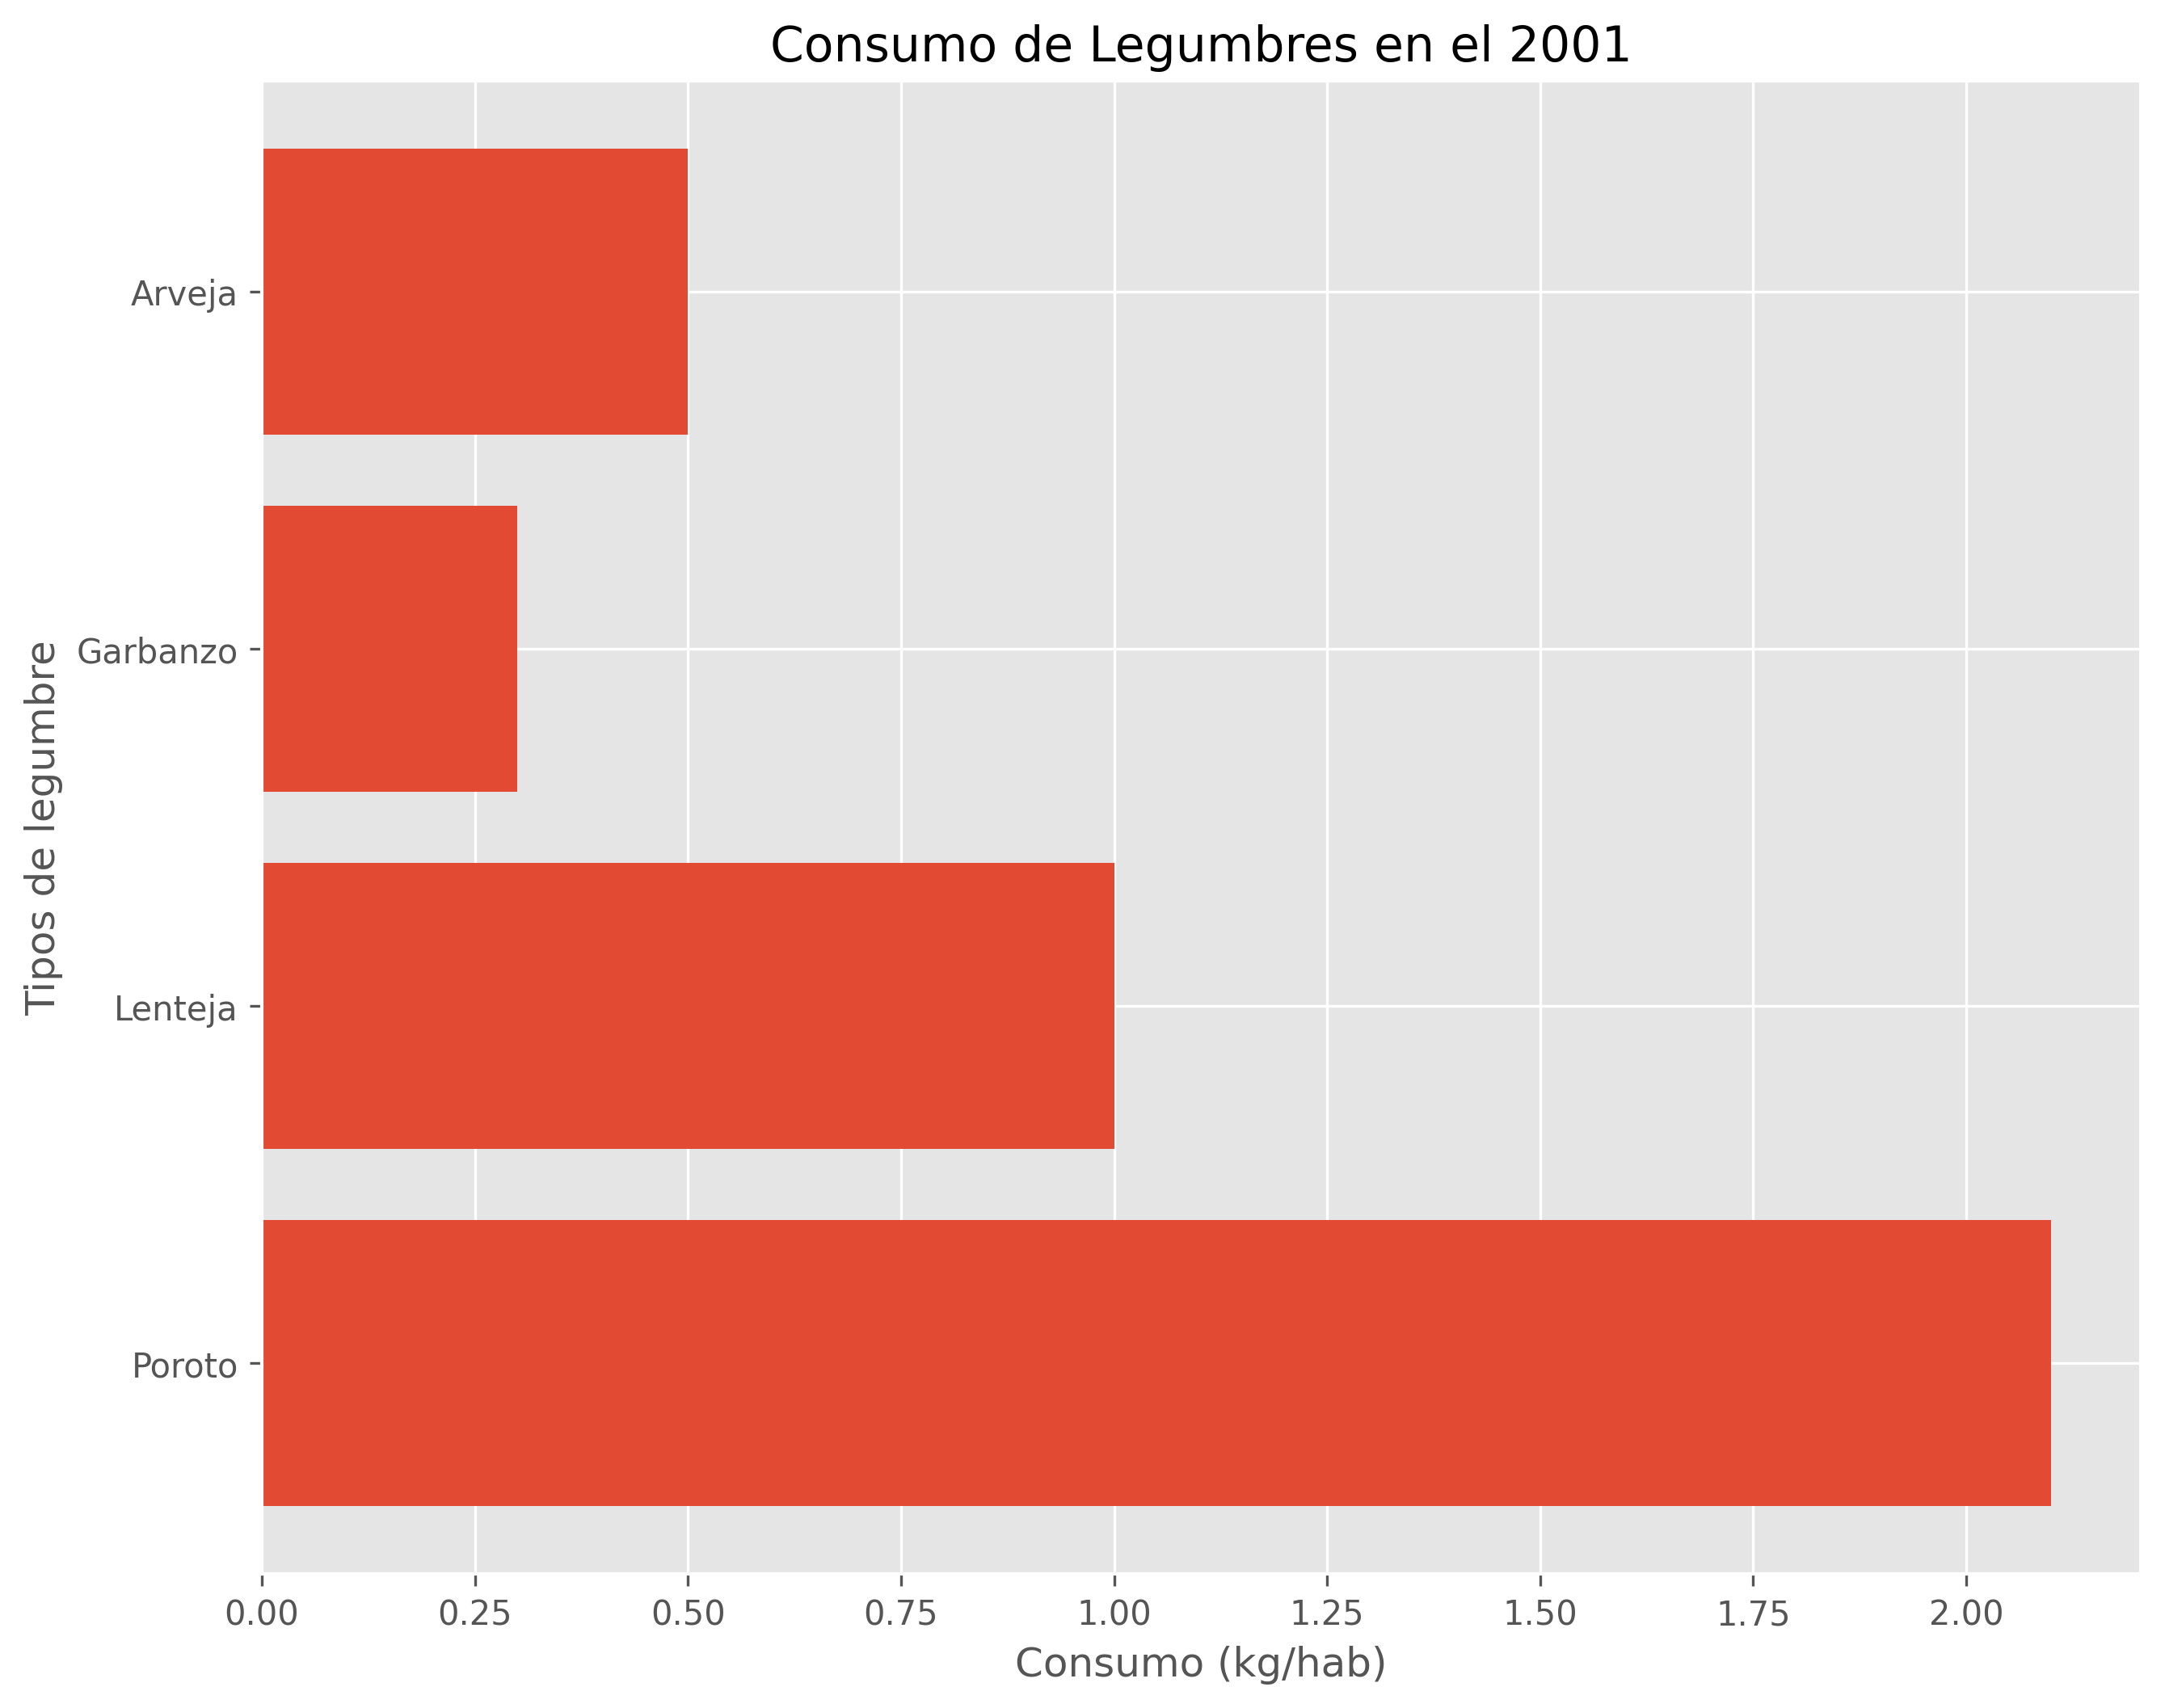 Consumo de Legumbres en el 2001
Tipos de legumbre
Arveja
Garbanzo
Lenteja
Poroto
0.00 0.25 0.50 0.75 1.00 1.25 1.50 1.75 2.00
Consumo (kg/hab)